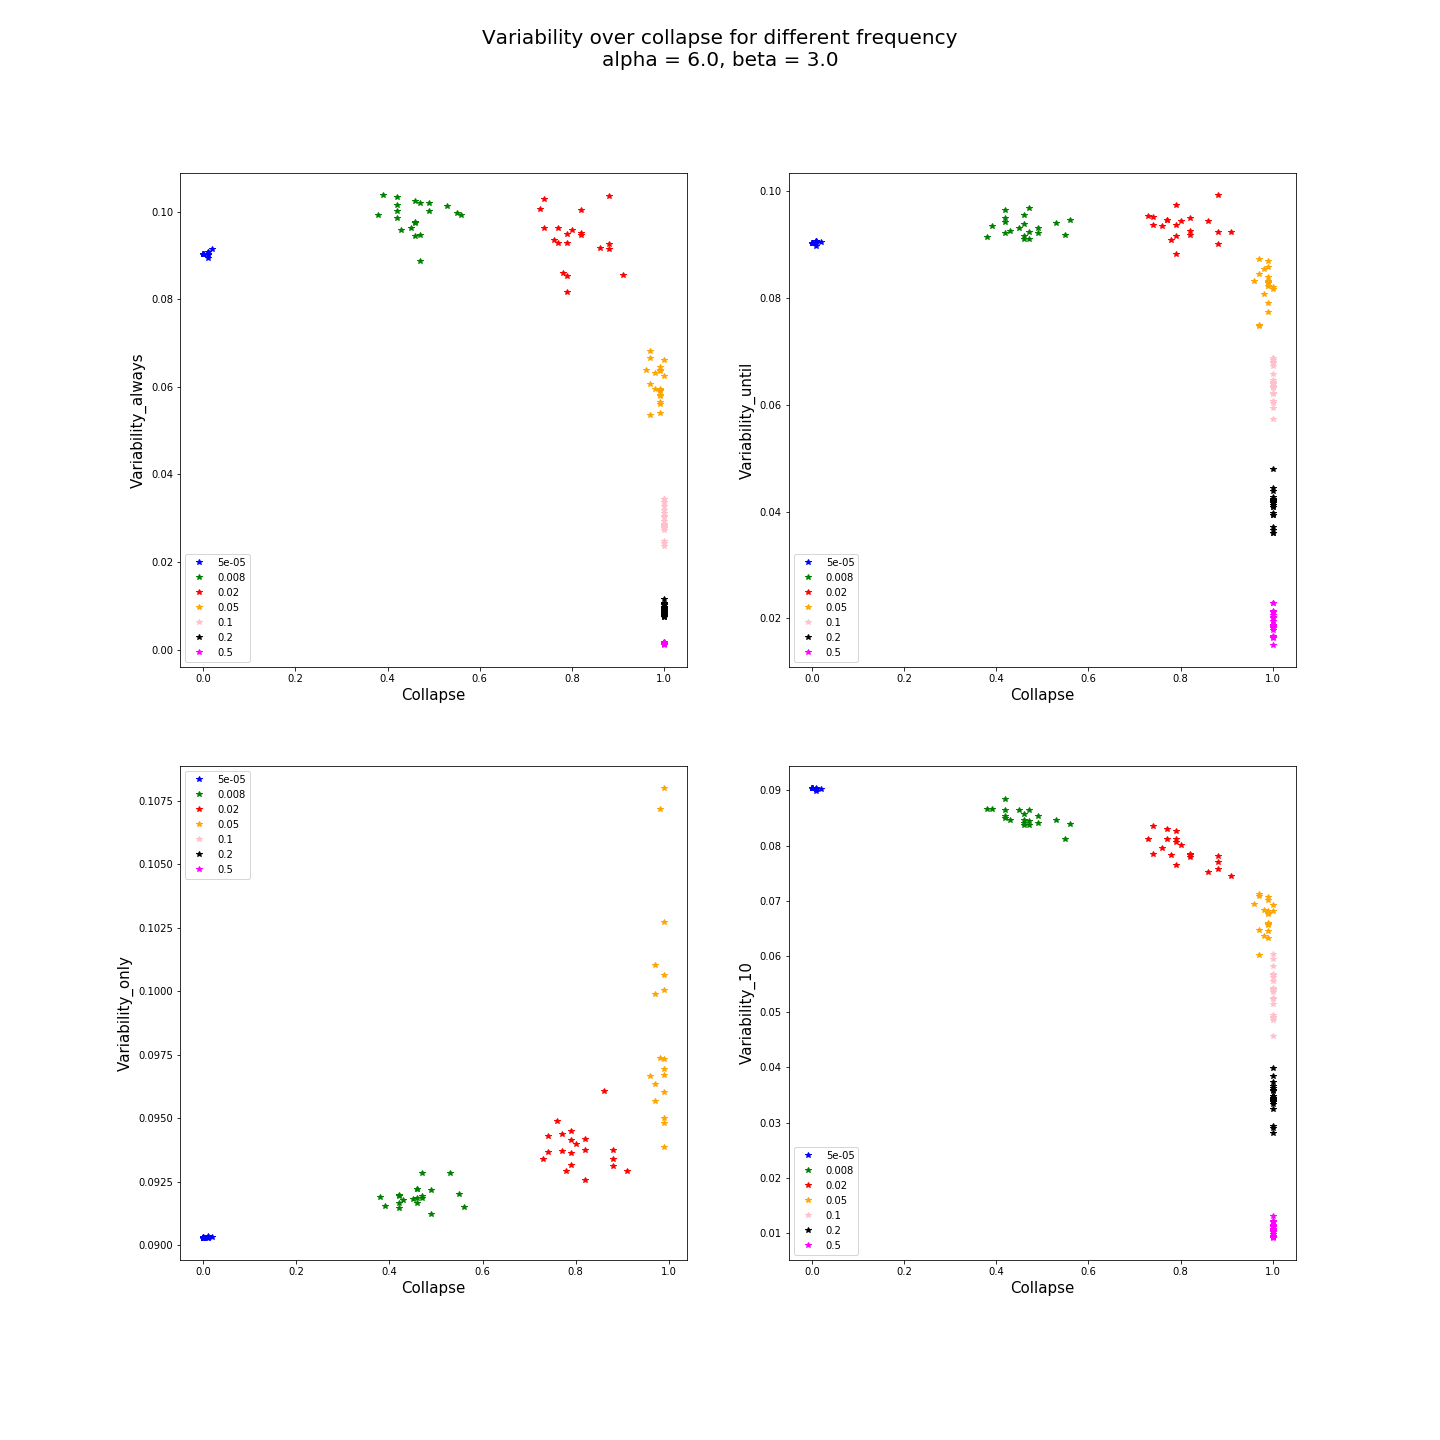 Variability over collapse for different frequency
alpha = 6.0, beta = 3.0
0.10
0.08
0.06
0.04
0.02
0.00
Variability_always
5e-05
0.008
0.02
0.05
0.1
0.2
0.5
0.0 0.2 0.4 0.6 0.8 1.0
Collapse
0.10
0.08
0.06
0.04
0.02
Variability_until
5e-05
0.008
0.02
0.05
0.1
0.2
0.5
0.0 0.2 0.4 0.6 0.8 1.0
Collapse
5e-05
0.008
0.02
0.05
0.1
0.2
0.5
0.1075
0.1050
0.1025
0.1000
0.0975
0.0950
0.0925
0.0900
Variability_only
0.0 0.2 0.4 0.6 0.8 1.0
Collapse
0.09
0.08
0.07
0.06
0.05
0.04
0.03
0.02
0.01
Variability_10
5e-05
0.008
0.02
0.05
0.1
0.2
0.5
0.0 0.2 0.4 0.6 0.8 1.0
Collapse